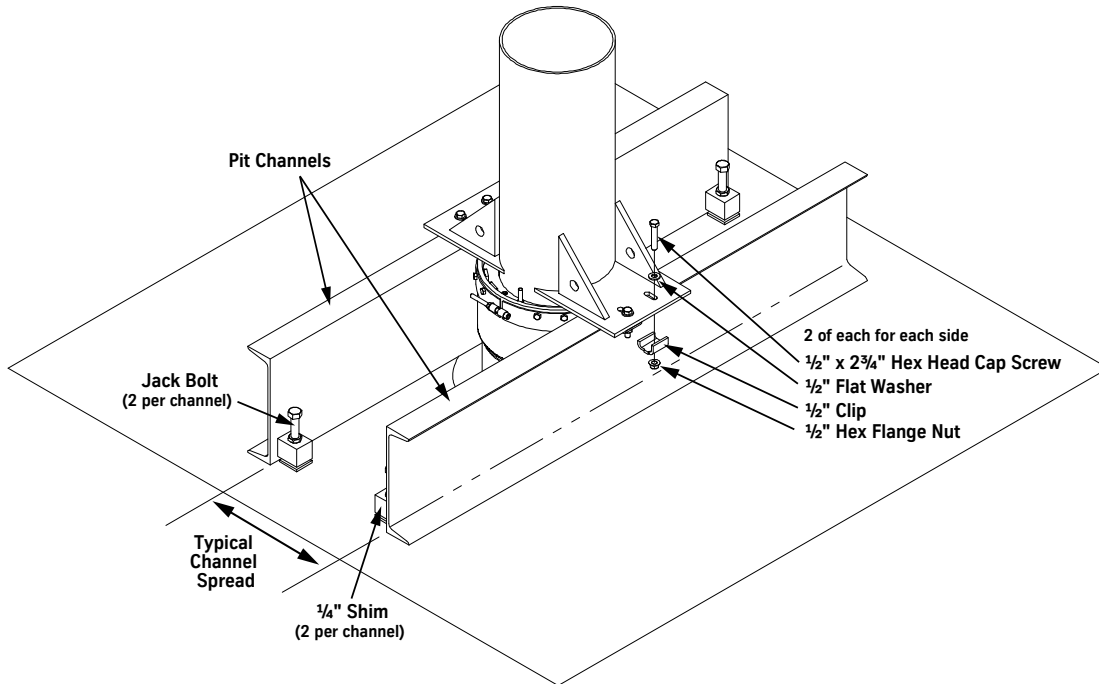 Pit Channels
2 of each for each side
½" x 2¾" Hex Head Cap Screw
½" Flat Washer
½" Clip
½" Hex Flange Nut
Jack Bolt
(2 per channel)
Typical
Channel
Spread
¼" Shim
(2 per channel)